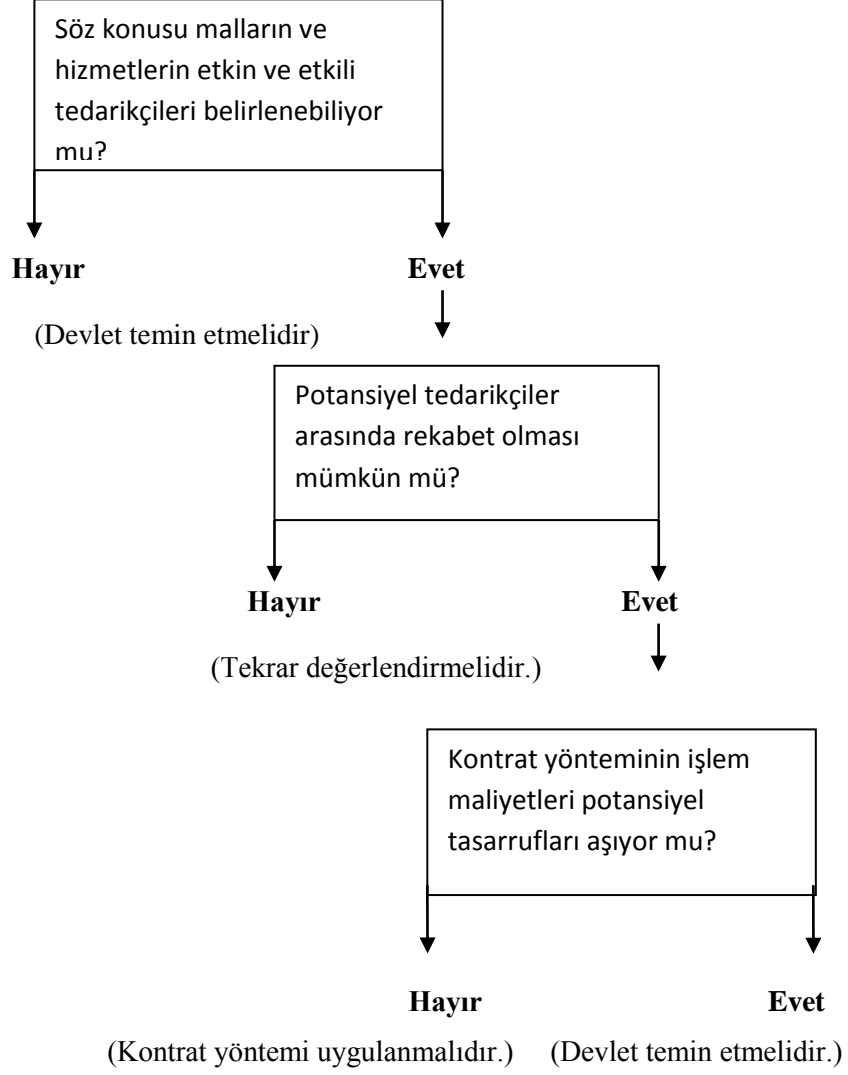 Söz konusu malların ve
hizmetlerin etkin ve etkili
tedarikçileri belirlenebiliyor
mu?
Hayır Evet
(Devlet temin etmelidir)
Potansiyel tedarikçiler
arasında rekabet olması
mümkün mü?
Hayır Evet
(Tekrar değerlendirmelidir.)
Kontrat yönteminin işlem
maliyetleri potansiyel
tasarrufları aşıyor mu?
Hayır Evet
(Kontrat yöntemi uygulanmalıdır.) (Devlet temin etmelidir.)